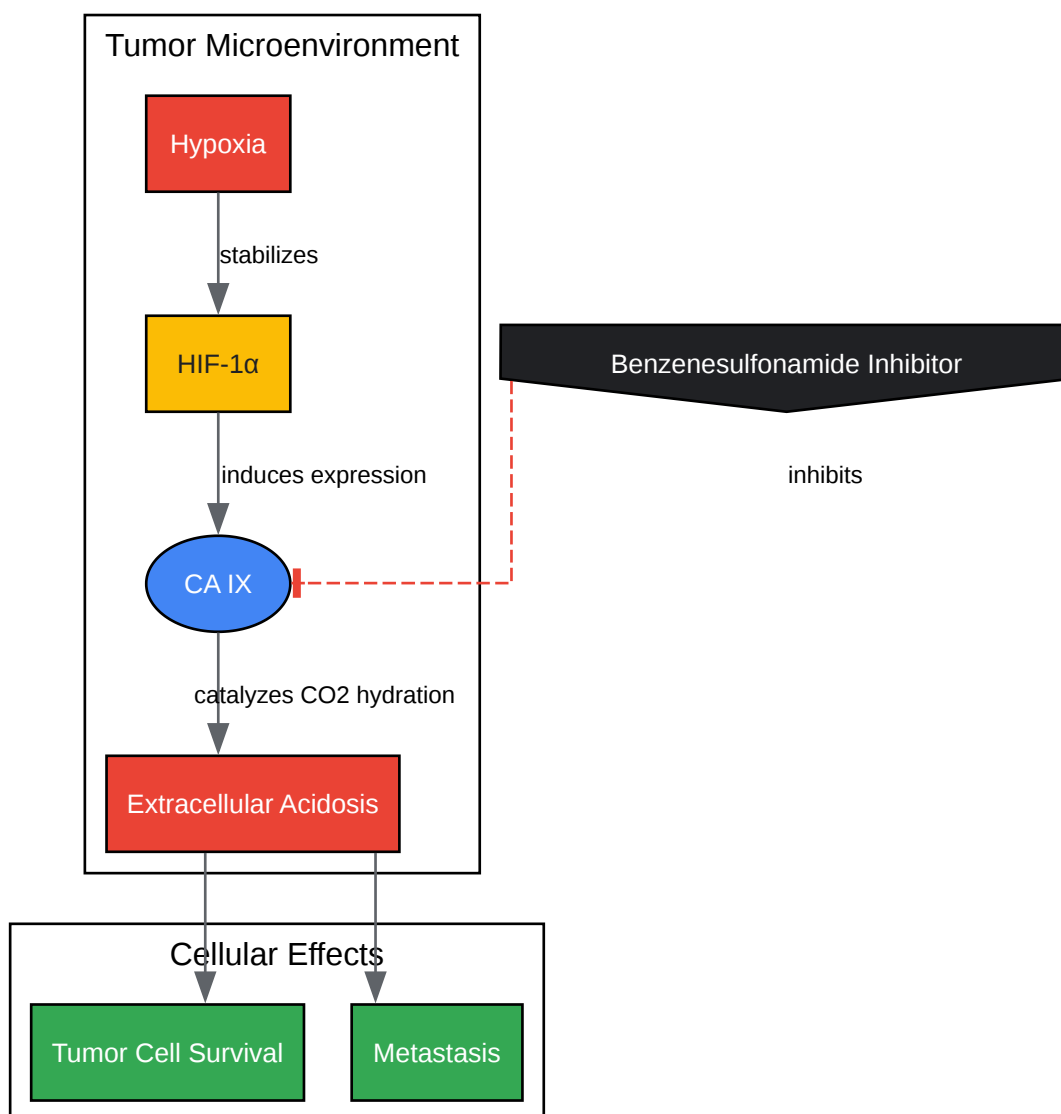 Tumor Microenvironment
Hypoxia
stabilizes
HIF-1α
Benzenesulfonamide Inhibitor
induces expression
inhibits
CA IX
catalyzes CO2 hydration
Extracellular Acidosis
Cellular Effects
Tumor Cell Survival
Metastasis